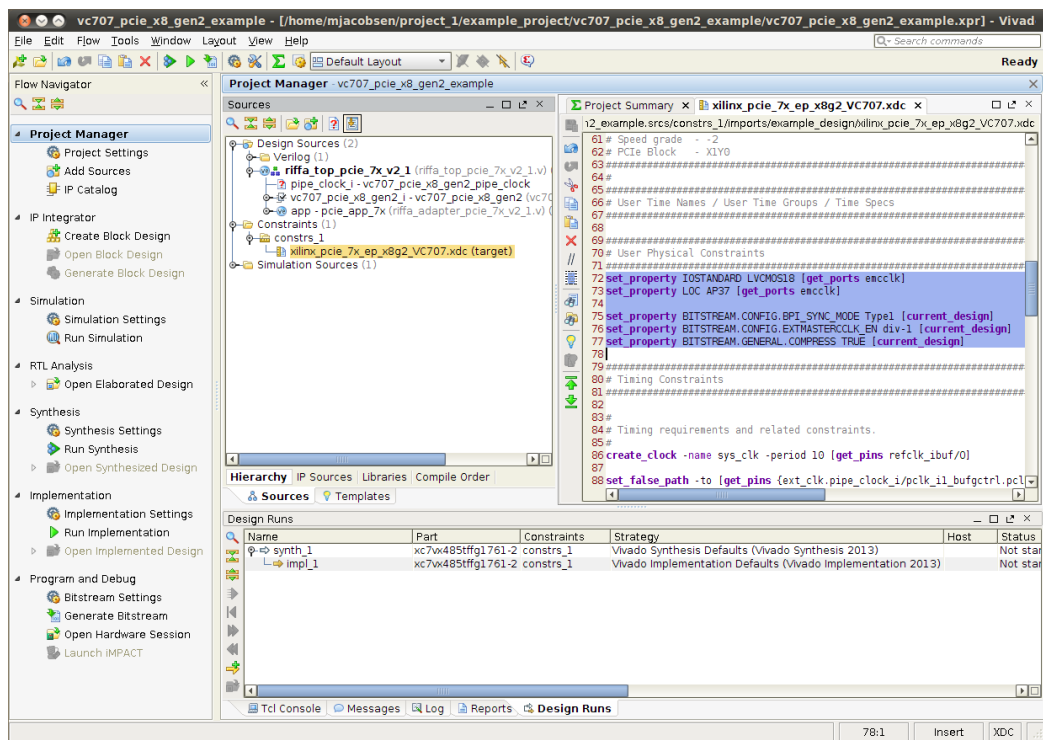 vc707_pcie_x8_gen2_example - [/home/mjacobsen/project_1/example_project/vc707_pcie_x8_gen2_example/vc707_pcie_x8_gen2_example.xpr] - Vivad
File Edit Flow Tools Window Layout View Help
Search commands
Default Layout
Ready
Flow Navigator
Project Manager
Project Settings
Add Sources
IP Catalog
IP Integrator
Create Block Design
Open Block Design
Generate Block Design
Simulation
Simulation Settings
Run Simulation
RTL Analysis
Open Elaborated Design
Synthesis
Synthesis Settings
Run Synthesis
Open Synthesized Design
Implementation
Implementation Settings
Run Implementation
Open Implemented Design
Program and Debug
Bitstream Settings
Generate Bitstream
Open Hardware Session
Launch iMPACT
Project Manager - vc707_pcie_x8_gen2_example
Sources
Design Sources (2)
Verilog (1)
riffa_top_pcie_7x_v2_1 (riffa_top_pcie_7x_v2_1.v)
pipe_clock_i - vc707_pcie_x8_gen2_pipe_clock
vc707_pcie_x8_gen2_i - vc707_pcie_x8_gen2 (vc70
app - pcie_app_7x (riffa_adapter_pcie_7x_v2_1.v) (
Constraints (1)
constrs_1
xilinx_pcie_7x_ep_x8g2_VC707.xdc (target)
Simulation Sources (1)
Hierarchy IP Sources Libraries Compile Order
Sources Templates
Project Summary xilinx_pcie_7x_ep_x8g2_VC707.xdc
2_example.srcs/constrs_1/imports/example_design/xilinx_pcie_7x_ep_x8g2_VC707.xdc
61 # Speed grade - -2
62 # PCIe Block - X1Y0
63 ########################################################################
64 #
65 ########################################################################
66 # User Time Names / User Time Groups / Time Specs
67 ########################################################################
68
69 ########################################################################
70 # User Physical Constraints
71 ########################################################################
72 set_property IOSTANDARD LVCMOS18 [get_ports emcclk]
73 set_property LOC AP37 [get_ports emcclk]
74
75 set_property BITSTREAM.CONFIG.BPI_SYNC_MODE Type1 [current_design]
76 set_property BITSTREAM.CONFIG.EXTMASTERCCLK_EN div-1 [current_design]
77 set_property BITSTREAM.GENERAL.COMPRESS TRUE [current_design]
78
79 ########################################################################
80 # Timing Constraints
81 ########################################################################
82
83 #
84 # Timing requirements and related constraints.
85 #
86 create_clock -name sys_clk -period 10 [get_pins refclk_ibuf/O]
87
88 set_false_path -to [get_pins {ext_clk.pipe_clock_i/pclk_i1_bufgctrl.pcl
Design Runs
Name Part Constraints Strategy Host Status
synth_1 xc7vx485tffg1761-2 constrs_1 Vivado Synthesis Defaults (Vivado Synthesis 2013) Not star
impl_1 xc7vx485tffg1761-2 constrs_1 Vivado Implementation Defaults (Vivado Implementation 2013) Not star
Tcl Console Messages Log Reports Design Runs
78:1 Insert XDC